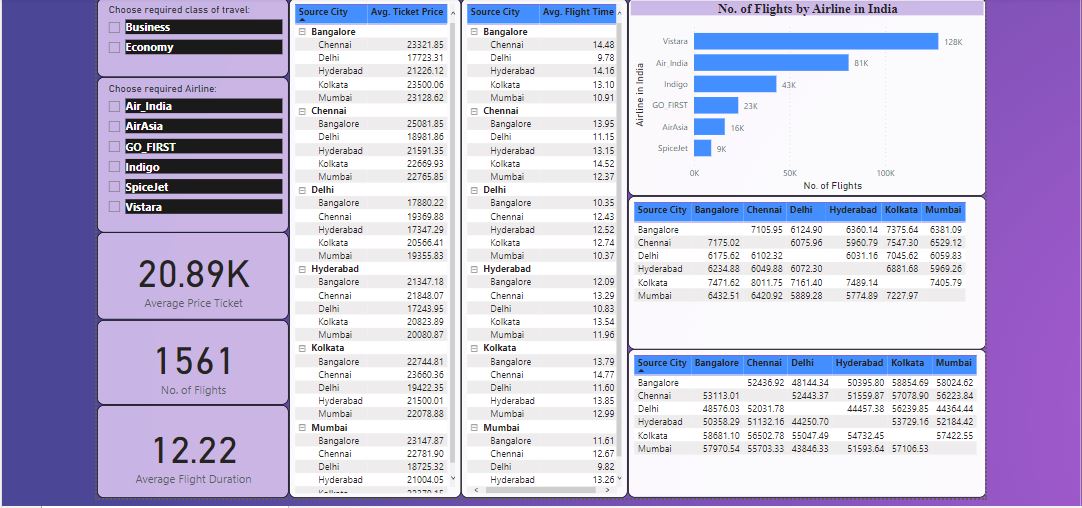 Choose required class of travel:
Business
Economy
Choose required Airline:
Air_India
AirAsia
GO_FIRST
Indigo
SpiceJet
Vistara
20.89K
Average Price Ticket
1561
No. of Flights
12.22
Average Flight Duration
Source City Avg. Ticket Price
Bangalore
Chennai 23321.85
Delhi 17723.31
Hyderabad 21226.12
Kolkata 23500.06
Mumbai 23128.62
Chennai
Bangalore 25081.85
Delhi 18981.86
Hyderabad 21591.35
Kolkata 22669.93
Mumbai 22765.85
Delhi
Bangalore 17880.22
Chennai 19369.88
Hyderabad 17347.29
Kolkata 20566.41
Mumbai 19355.83
Hyderabad
Bangalore 21347.18
Chennai 21848.07
Delhi 17243.95
Kolkata 20823.89
Mumbai 20080.87
Kolkata
Bangalore 22744.81
Chennai 23660.36
Delhi 19422.35
Hyderabad 21500.01
Mumbai 22078.88
Mumbai
Bangalore 23147.87
Chennai 22781.90
Delhi 18725.32
Hyderabad 21004.05
Source City Avg. Flight Time
Bangalore
Chennai 14.48
Delhi 9.78
Hyderabad 14.16
Kolkata 13.10
Mumbai 10.91
Chennai
Bangalore 13.95
Delhi 11.15
Hyderabad 13.15
Kolkata 14.52
Mumbai 12.37
Delhi
Bangalore 10.35
Chennai 12.43
Hyderabad 12.52
Kolkata 12.74
Mumbai 10.37
Hyderabad
Bangalore 12.09
Chennai 13.29
Delhi 10.83
Kolkata 13.54
Mumbai 11.96
Kolkata
Bangalore 13.79
Chennai 14.77
Delhi 11.60
Hyderabad 13.85
Mumbai 12.99
Mumbai
Bangalore 11.61
Chennai 12.67
Delhi 9.82
Hyderabad 13.26
No. of Flights by Airline in India
Airline in India
Vistara 128K
Air_India 81K
Indigo 43K
GO_FIRST 23K
AirAsia 16K
SpiceJet 9K
0K 50K 100K
No. of Flights
Source City Bangalore Chennai Delhi Hyderabad Kolkata Mumbai
Bangalore 7105.95 6124.90 6360.14 7375.64 6381.09
Chennai 7175.02 6075.96 5960.79 7547.30 6529.12
Delhi 6175.62 6102.32 6031.16 7045.62 6059.83
Hyderabad 6234.88 6049.88 6072.30 6881.68 5969.26
Kolkata 7471.62 8011.75 7161.40 7489.14 7405.79
Mumbai 6432.51 6420.92 5889.28 5774.89 7227.97
Source City Bangalore Chennai Delhi Hyderabad Kolkata Mumbai
Bangalore 52436.92 48144.34 50395.80 58854.69 58024.62
Chennai 53113.01 52443.37 51559.87 57078.90 56223.84
Delhi 48576.03 52031.78 44457.38 56239.85 44364.44
Hyderabad 50358.29 51132.16 44250.70 53729.16 52184.42
Kolkata 58681.10 56502.78 55047.49 54732.45 57422.55
Mumbai 57970.54 55703.33 43846.33 51593.64 57106.53